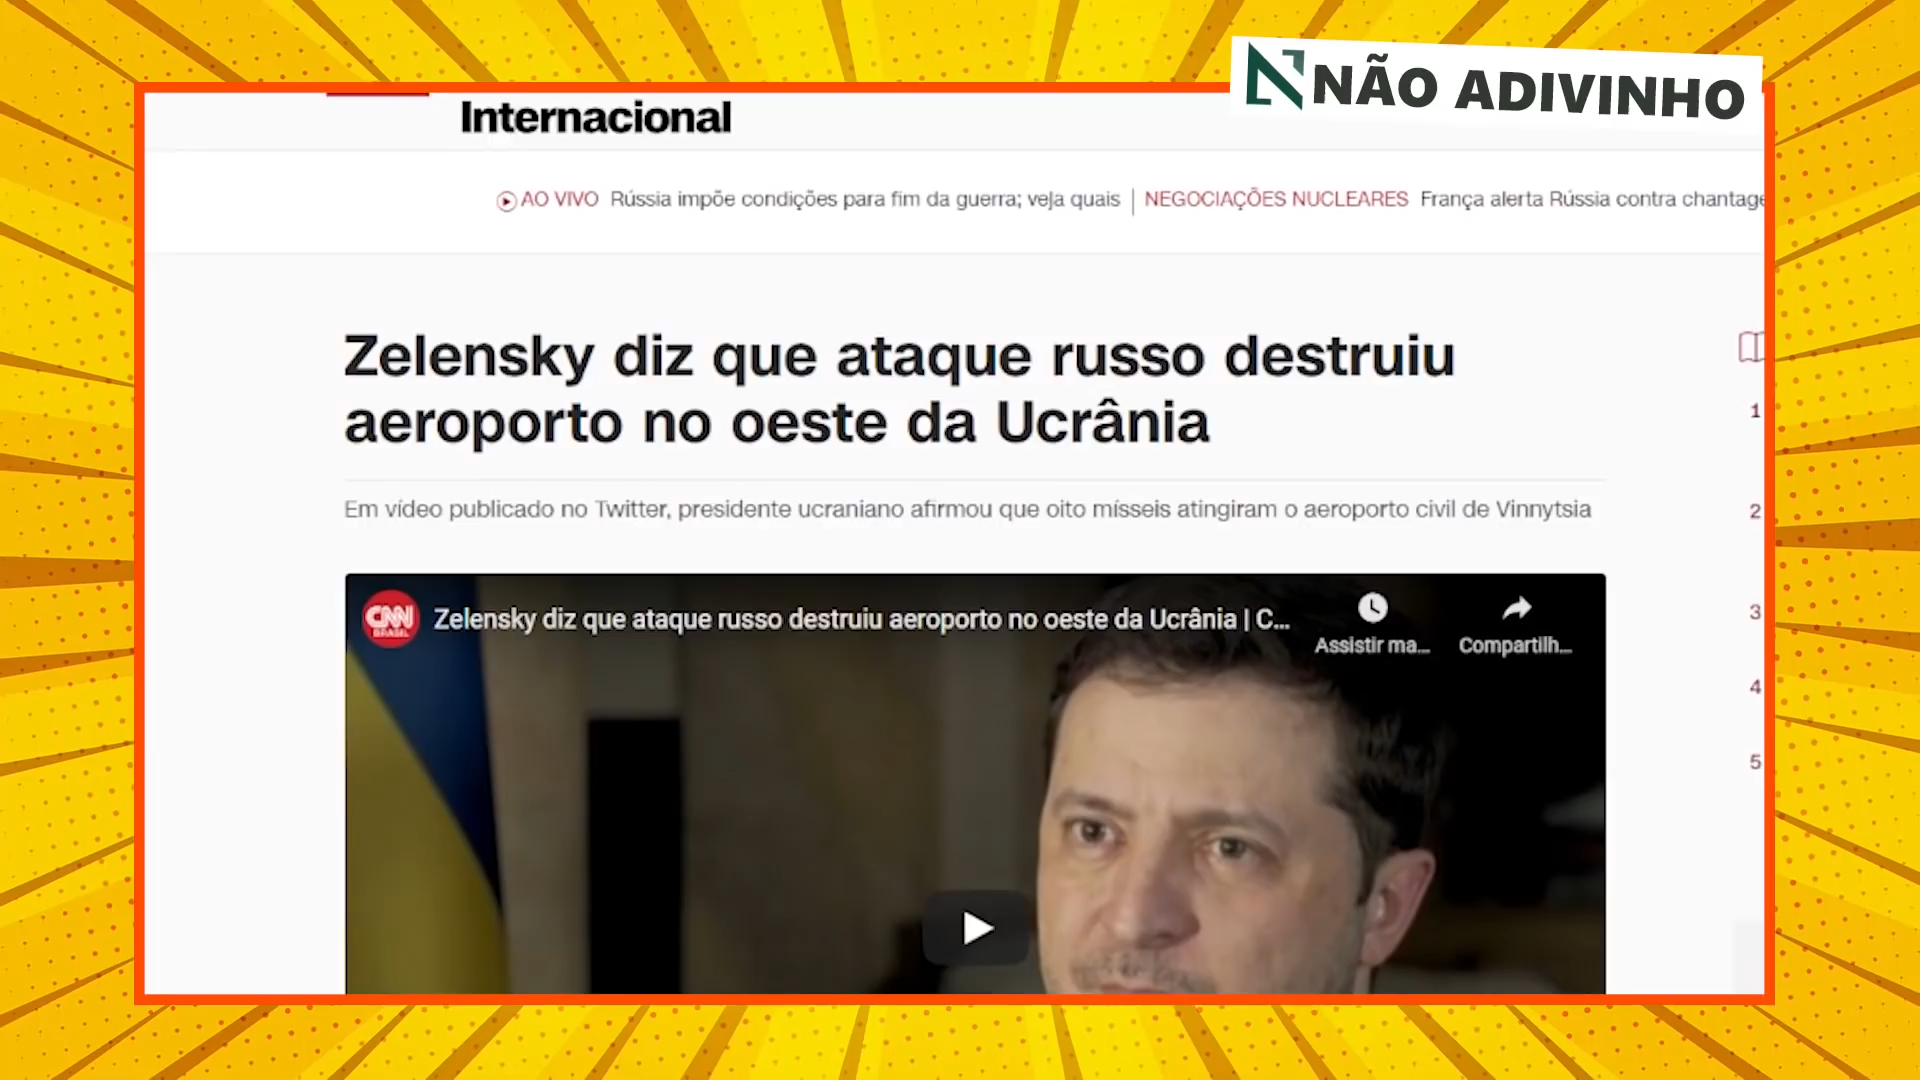 NÃO ADIVINHO
Internacional
AO VIVO Rússia impõe condições para fim da guerra; veja quais | NEGOCIAÇÕES NUCLEARES França alerta Rússia contra chantage
Zelensky diz que ataque russo destruiu
aeroporto no oeste da Ucrânia
Em vídeo publicado no Twitter, presidente ucraniano afirmou que oito mísseis atingiram o aeroporto civil de Vinnytsia
CNN
BRASIL
Zelensky diz que ataque russo destruiu aeroporto no oeste da Ucrânia | C...
Assistir ma...
Compartilh...
1
2
3
4
5